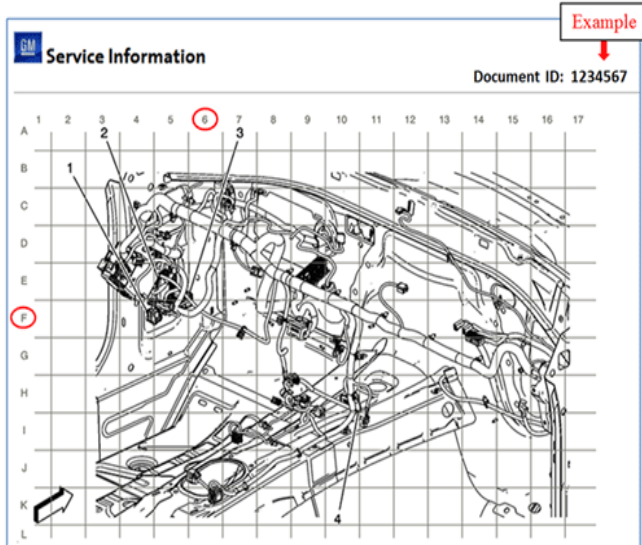 Example
GM Service Information
Document ID: 1234567
1 2 3 4 5 6 7 8 9 10 11 12 13 14 15 16 17
A
2 3
B
1
C
D
E
F
G
H
I
J
K
4
L